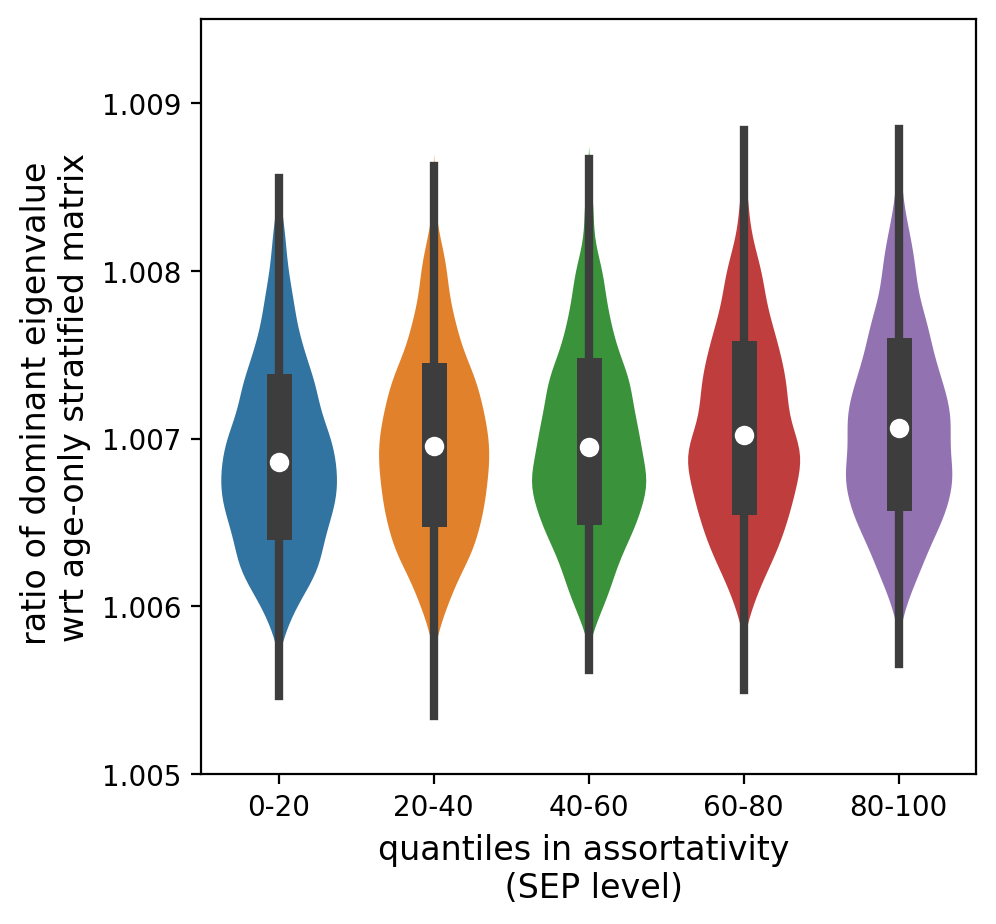 ratio of dominant eigenvalue
wrt age-only stratified matrix
1.009
1.008
1.007
1.006
1.005
0-20
20-40
40-60
60-80
80-100
quantiles in assortativity
(SEP level)